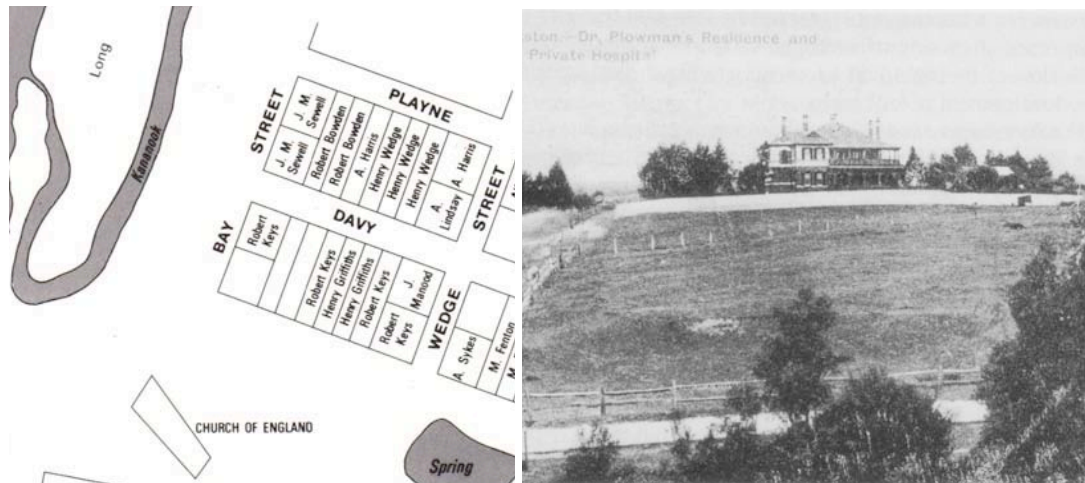 Long
Kananook
PLAYNE
STREET
J. M.
Sewell
J. M.
Sewell
Robert Bowden
Robert Bowden
A. Harris
Henry Wedge
Henry Wedge
Henry Wedge
A. Harris
A.
Lindsay
STREET
DAVY
BAY
Robert
Keys
Robert Keys
Henry Griffiths
Henry Griffiths
Robert Keys
Robert
Keys
J.
Manood
WEDGE
A. Sykes
M. Fenton
CHURCH OF ENGLAND
Spring
ston.—Dr. Plowman's Residence and
Private Hospital